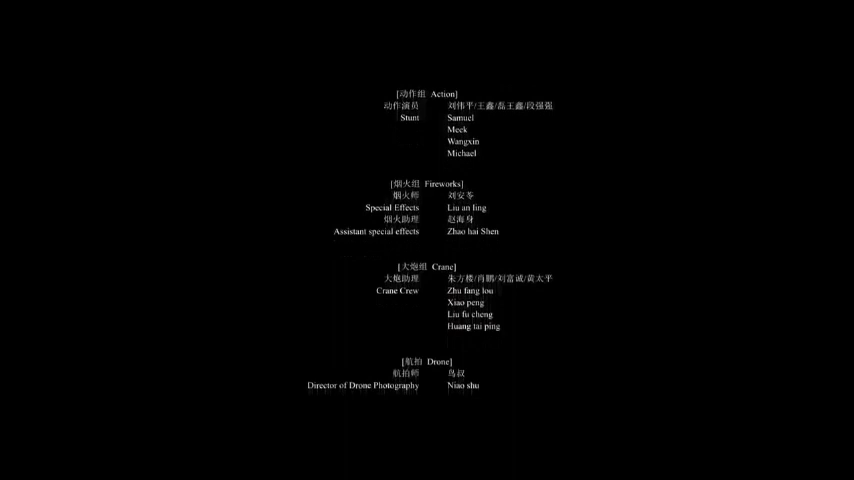 [动作组 Action]
动作演员 刘伟平/王鑫/磊王鑫/段强强
Stunt Samuel
Meek
Wangxin
Michael
[烟火组 Fireworks]
烟火师 刘安苓
Special Effects Liu an ling
烟火助理 赵海身
Assistant special effects Zhao hai Shen
[大炮组 Crane]
大炮助理 朱方楼/肖鹏/刘富诚/黄太平
Crane Crew Zhu fang lou
Xiao peng
Liu fu cheng
Huang tai ping
[航拍 Drone]
航拍师 鸟叔
Director of Drone Photography Niao shu